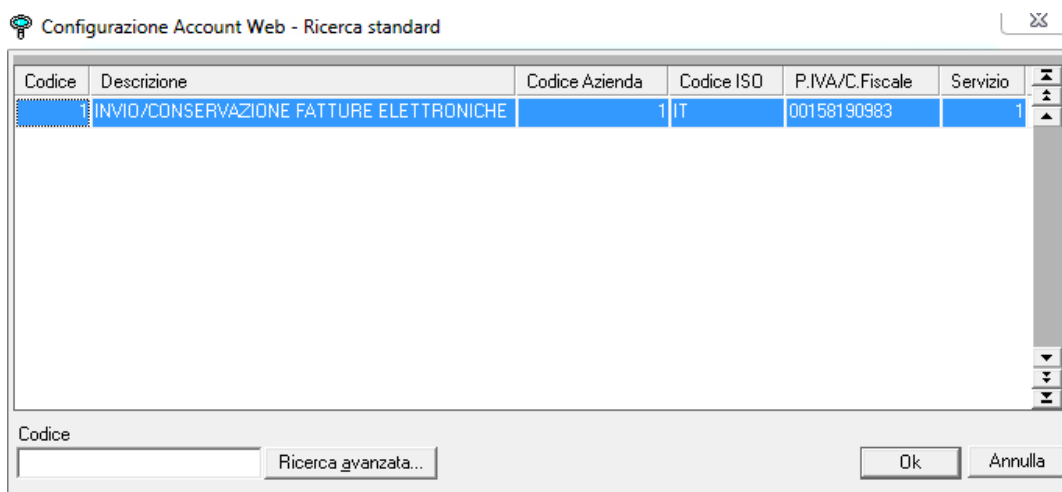 Configurazione Account Web - Ricerca standard
Codice Descrizione Codice Azienda Codice ISO P.IVA/C.Fiscale Servizio
1 INVIO/CONSERVAZIONE FATTURE ELETTRONICHE 1 IT 00158190983 1
Codice
Ricerca avanzata... Ok Annulla